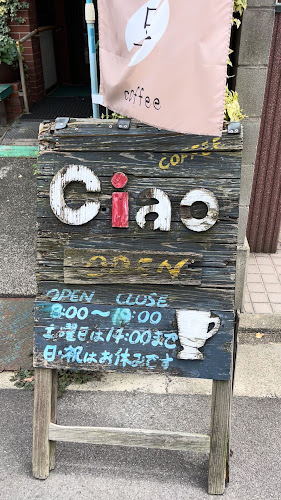 coffee
COFFEE
Ciao
OPEN
OPEN CLOSE
8:00〜19:00
土曜日は14:00まで
日・祝はお休みです